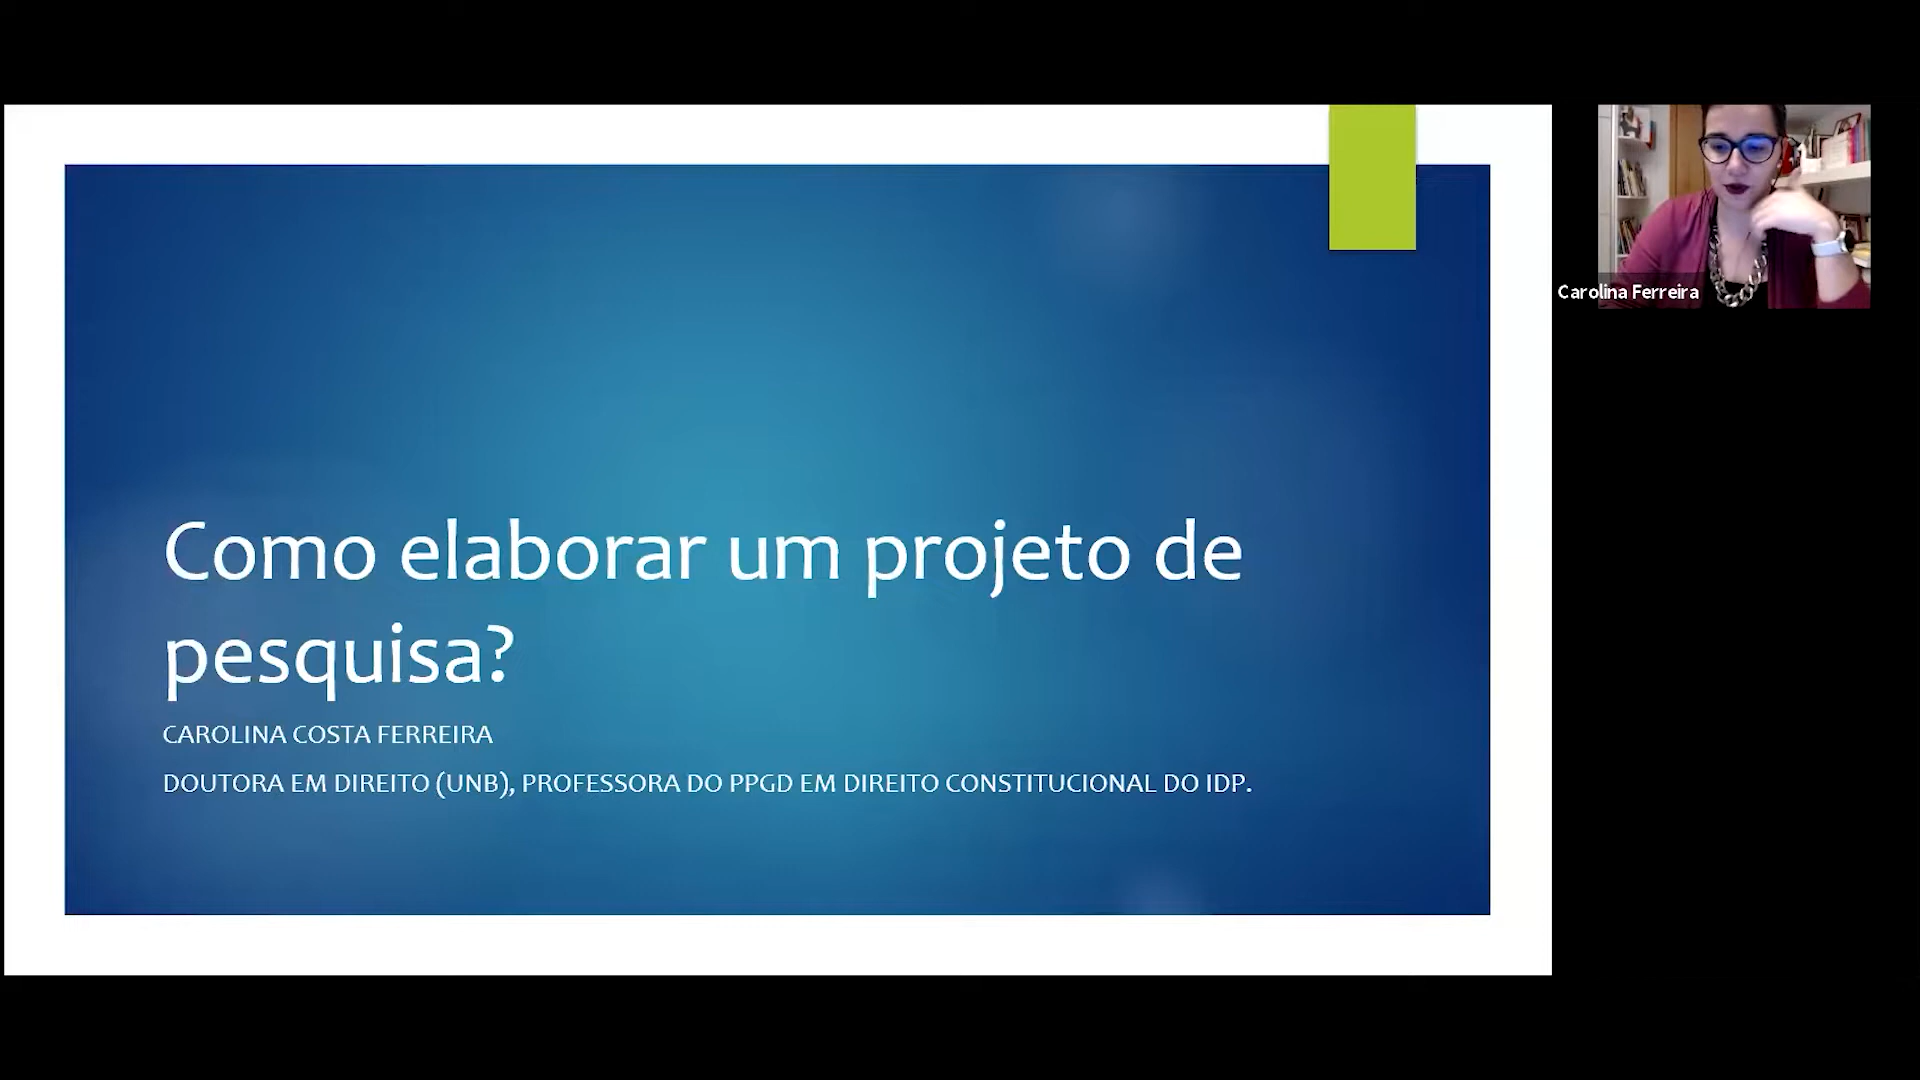 Como elaborar um projeto de
pesquisa?
CAROLINA COSTA FERREIRA
DOUTORA EM DIREITO (UNB), PROFESSORA DO PPGD EM DIREITO CONSTITUCIONAL DO IDP.
Carolina Ferreira